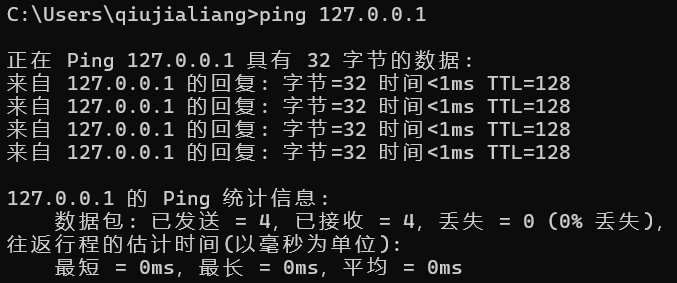 C:\Users\qiujialiang>ping 127.0.0.1
正在 Ping 127.0.0.1 具有 32 字节的数据:
来自 127.0.0.1 的回复: 字节=32 时间<1ms TTL=128
来自 127.0.0.1 的回复: 字节=32 时间<1ms TTL=128
来自 127.0.0.1 的回复: 字节=32 时间<1ms TTL=128
来自 127.0.0.1 的回复: 字节=32 时间<1ms TTL=128
127.0.0.1 的 Ping 统计信息:
    数据包: 已发送 = 4, 已接收 = 4, 丢失 = 0 (0% 丢失),
往返行程的估计时间(以毫秒为单位):
    最短 = 0ms, 最长 = 0ms, 平均 = 0ms